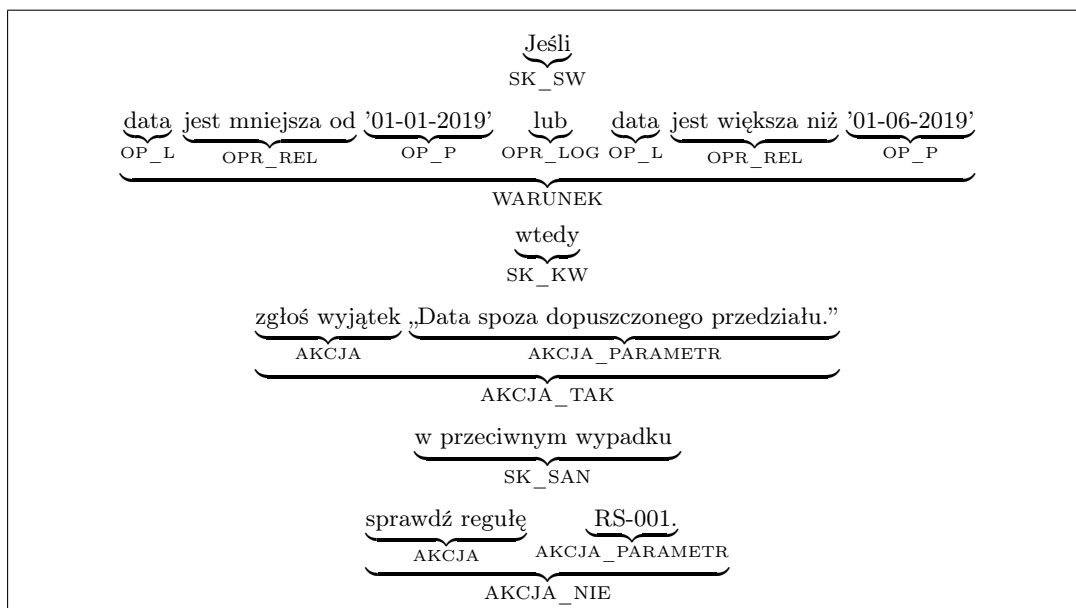 Jeśli
SK_SW
data jest mniejsza od '01-01-2019' lub data jest większa niż '01-06-2019'
OP_L OPR_REL OP_P OPR_LOG OP_L OPR_REL OP_P
WARUNEK
wtedy
SK_KW
zgłoś wyjątek „Data spoza dopuszczonego przedziału.”
AKCJA AKCJA_PARAMETR
AKCJA_TAK
w przeciwnym wypadku
SK_SAN
sprawdź regułę RS-001.
AKCJA AKCJA_PARAMETR
AKCJA_NIE